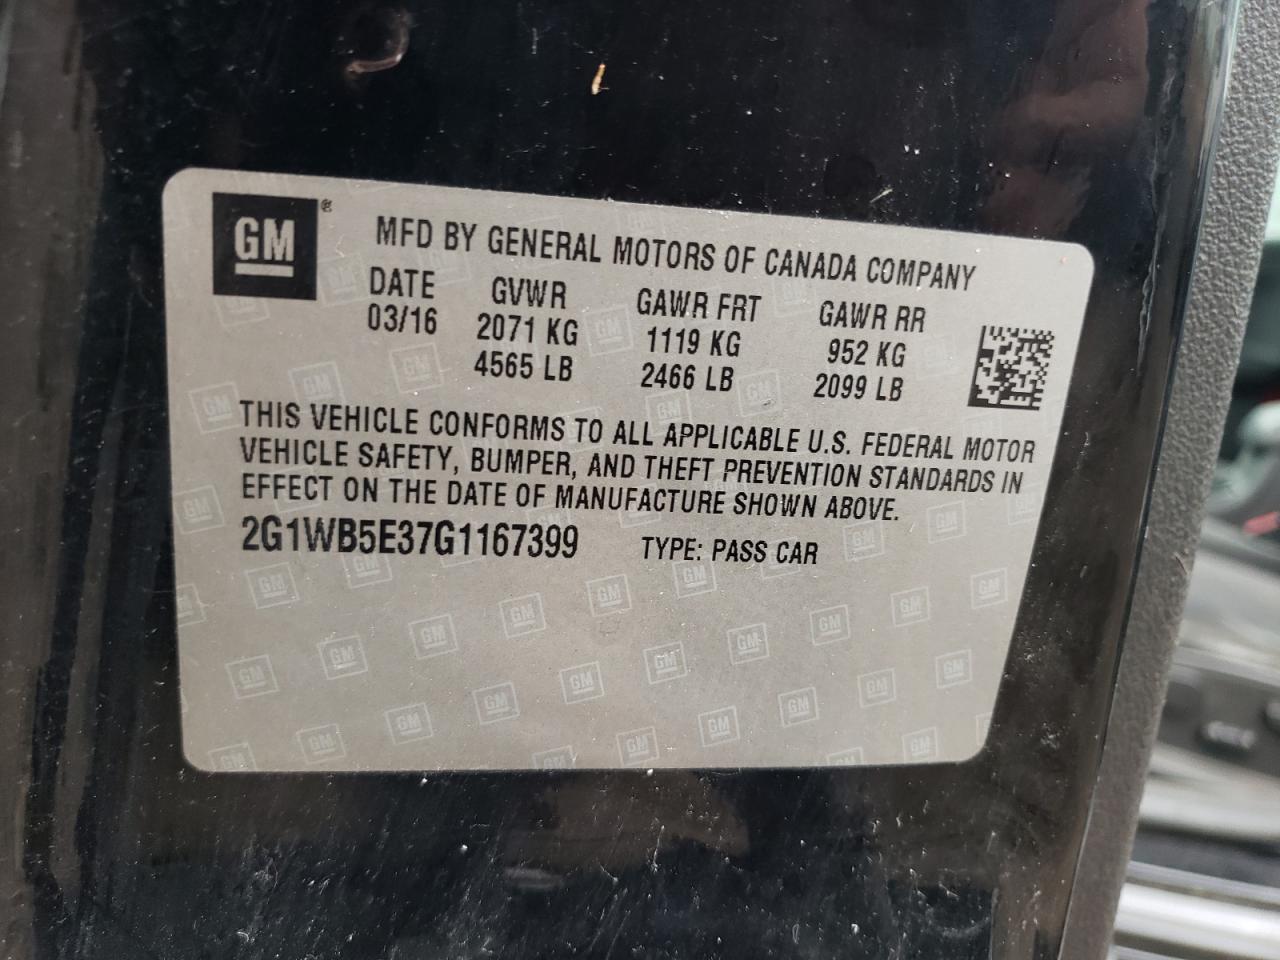 GM ®
MFD BY GENERAL MOTORS OF CANADA COMPANY
DATE GVWR GAWR FRT GAWR RR
03/16 2071 KG 1119 KG 952 KG
4565 LB 2466 LB 2099 LB
THIS VEHICLE CONFORMS TO ALL APPLICABLE U.S. FEDERAL MOTOR
VEHICLE SAFETY, BUMPER, AND THEFT PREVENTION STANDARDS IN
EFFECT ON THE DATE OF MANUFACTURE SHOWN ABOVE.
2G1WB5E37G1167399 TYPE: PASS CAR